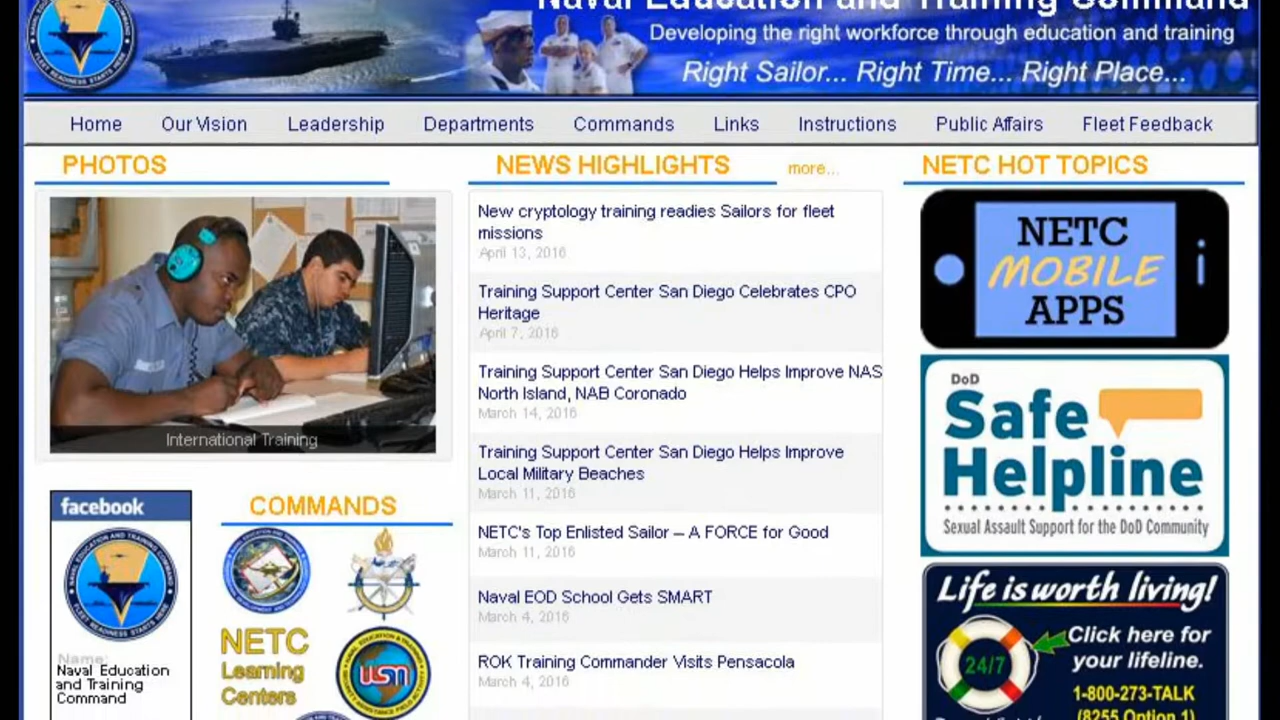 Naval Education and Training Command
Developing the right workforce through education and training
Right Sailor... Right Time... Right Place...
Home Our Vision Leadership Departments Commands Links Instructions Public Affairs Fleet Feedback
PHOTOS
International Training
facebook
Name:
Naval Education
and Training
Command
COMMANDS
NETC
Learning
Centers
NEWS HIGHLIGHTS more...
New cryptology training readies Sailors for fleet
missions
April 13, 2016
Training Support Center San Diego Celebrates CPO
Heritage
April 7, 2016
Training Support Center San Diego Helps Improve NAS
North Island, NAB Coronado
March 14, 2016
Training Support Center San Diego Helps Improve
Local Military Beaches
March 11, 2016
NETC's Top Enlisted Sailor – A FORCE for Good
March 11, 2016
Naval EOD School Gets SMART
March 4, 2016
ROK Training Commander Visits Pensacola
March 4, 2016
NETC HOT TOPICS
NETC
MOBILE
APPS
DoD
Safe
Helpline
Sexual Assault Support for the DoD Community
Life is worth living!
24/7
Click here for
your lifeline.
1-800-273-TALK
(8255 Option 1)